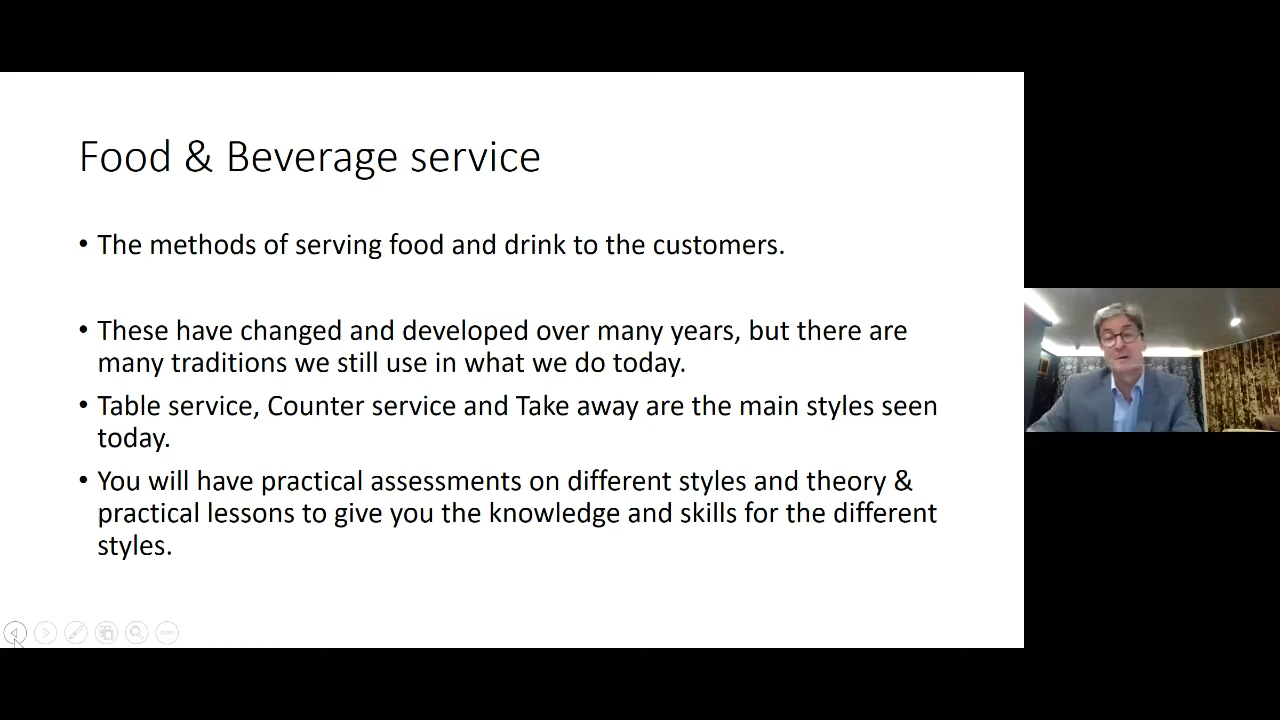 Food & Beverage service
• The methods of serving food and drink to the customers.
• These have changed and developed over many years, but there are
many traditions we still use in what we do today.
• Table service, Counter service and Take away are the main styles seen
today.
• You will have practical assessments on different styles and theory &
practical lessons to give you the knowledge and skills for the different
styles.